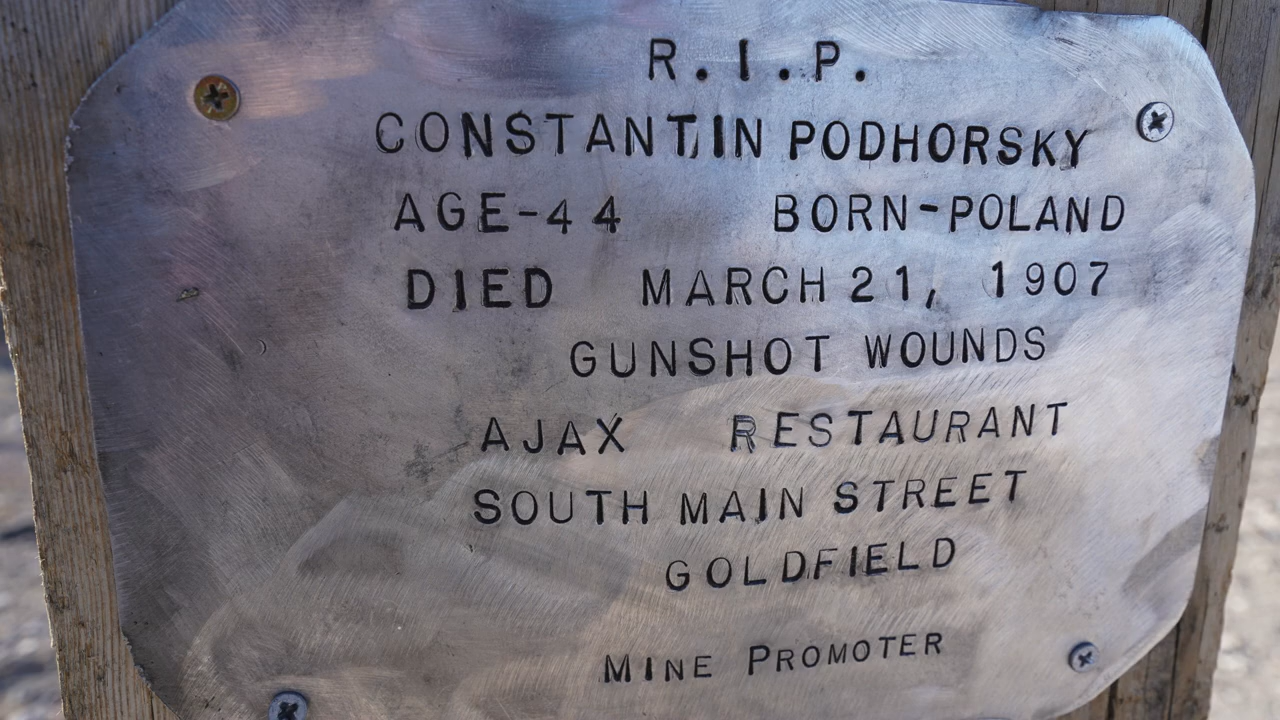 R.I.P.
CONSTANTIN PODHORSKY
AGE-44 BORN-POLAND
DIED MARCH 21, 1907
GUNSHOT WOUNDS
AJAX RESTAURANT
SOUTH MAIN STREET
GOLDFIELD
MINE PROMOTER